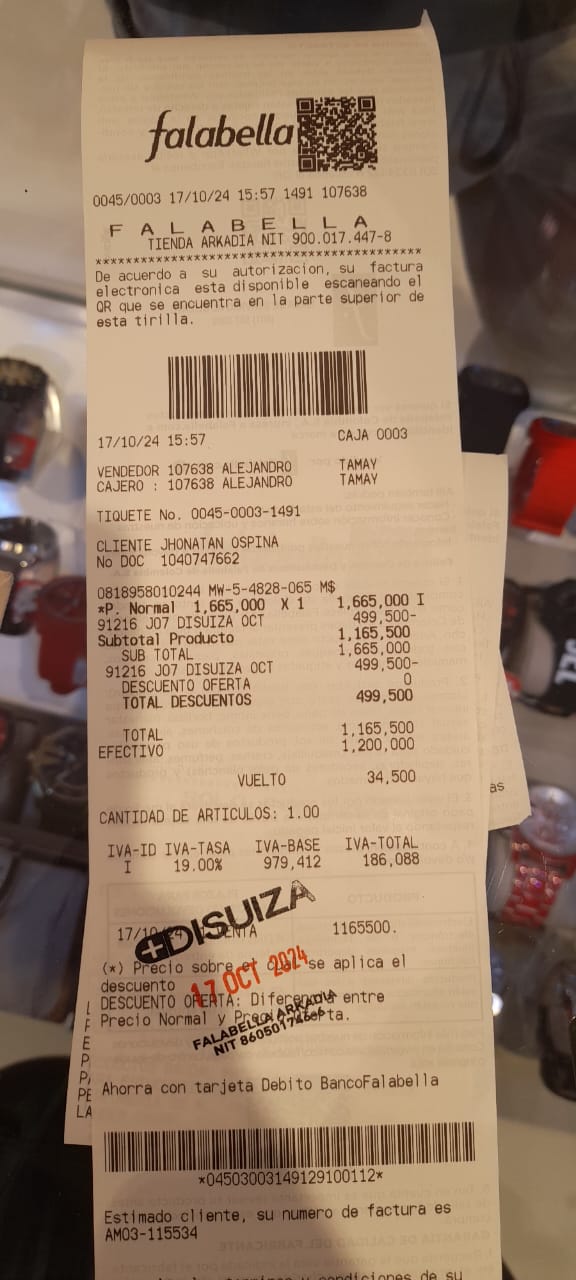 falabella
0045/0003 17/10/24 15:57 1491 107638
F A L A B E L L A
TIENDA ARKADIA NIT 900.017.447-8
******************************************
De acuerdo a su autorizacion, su factura
electronica esta disponible escaneando el
QR que se encuentra en la parte superior de
esta tirilla.
17/10/24 15:57 CAJA 0003
VENDEDOR 107638 ALEJANDRO TAMAY
CAJERO : 107638 ALEJANDRO TAMAY
TIQUETE No. 0045-0003-1491
CLIENTE JHONATAN OSPINA
No DOC 1040747662
0818958010244 MW-5-4828-065 M$
*P. Normal 1,665,000 X 1 1,665,000 I
91216 J07 DISUIZA OCT 499,500-
Subtotal Producto 1,165,500
SUB TOTAL 1,665,000
91216 J07 DISUIZA OCT 499,500-
DESCUENTO OFERTA 0
TOTAL DESCUENTOS 499,500
TOTAL 1,165,500
EFECTIVO 1,200,000
VUELTO 34,500
CANTIDAD DE ARTICULOS: 1.00
IVA-ID IVA-TASA IVA-BASE IVA-TOTAL
I 19.00% 979,412 186,088
DISUIZA
1165500.
(*) Precio sobre el cual se aplica el
descuento
17 OCT 2024
DESCUENTO OFERTA: Diferencia entre
Precio Normal y Precio Oferta.
FALABELLA ARKADIA
Ahorra con tarjeta Debito BancoFalabella
*04503003149129100112*
Estimado cliente, su numero de factura es
AM03-115534